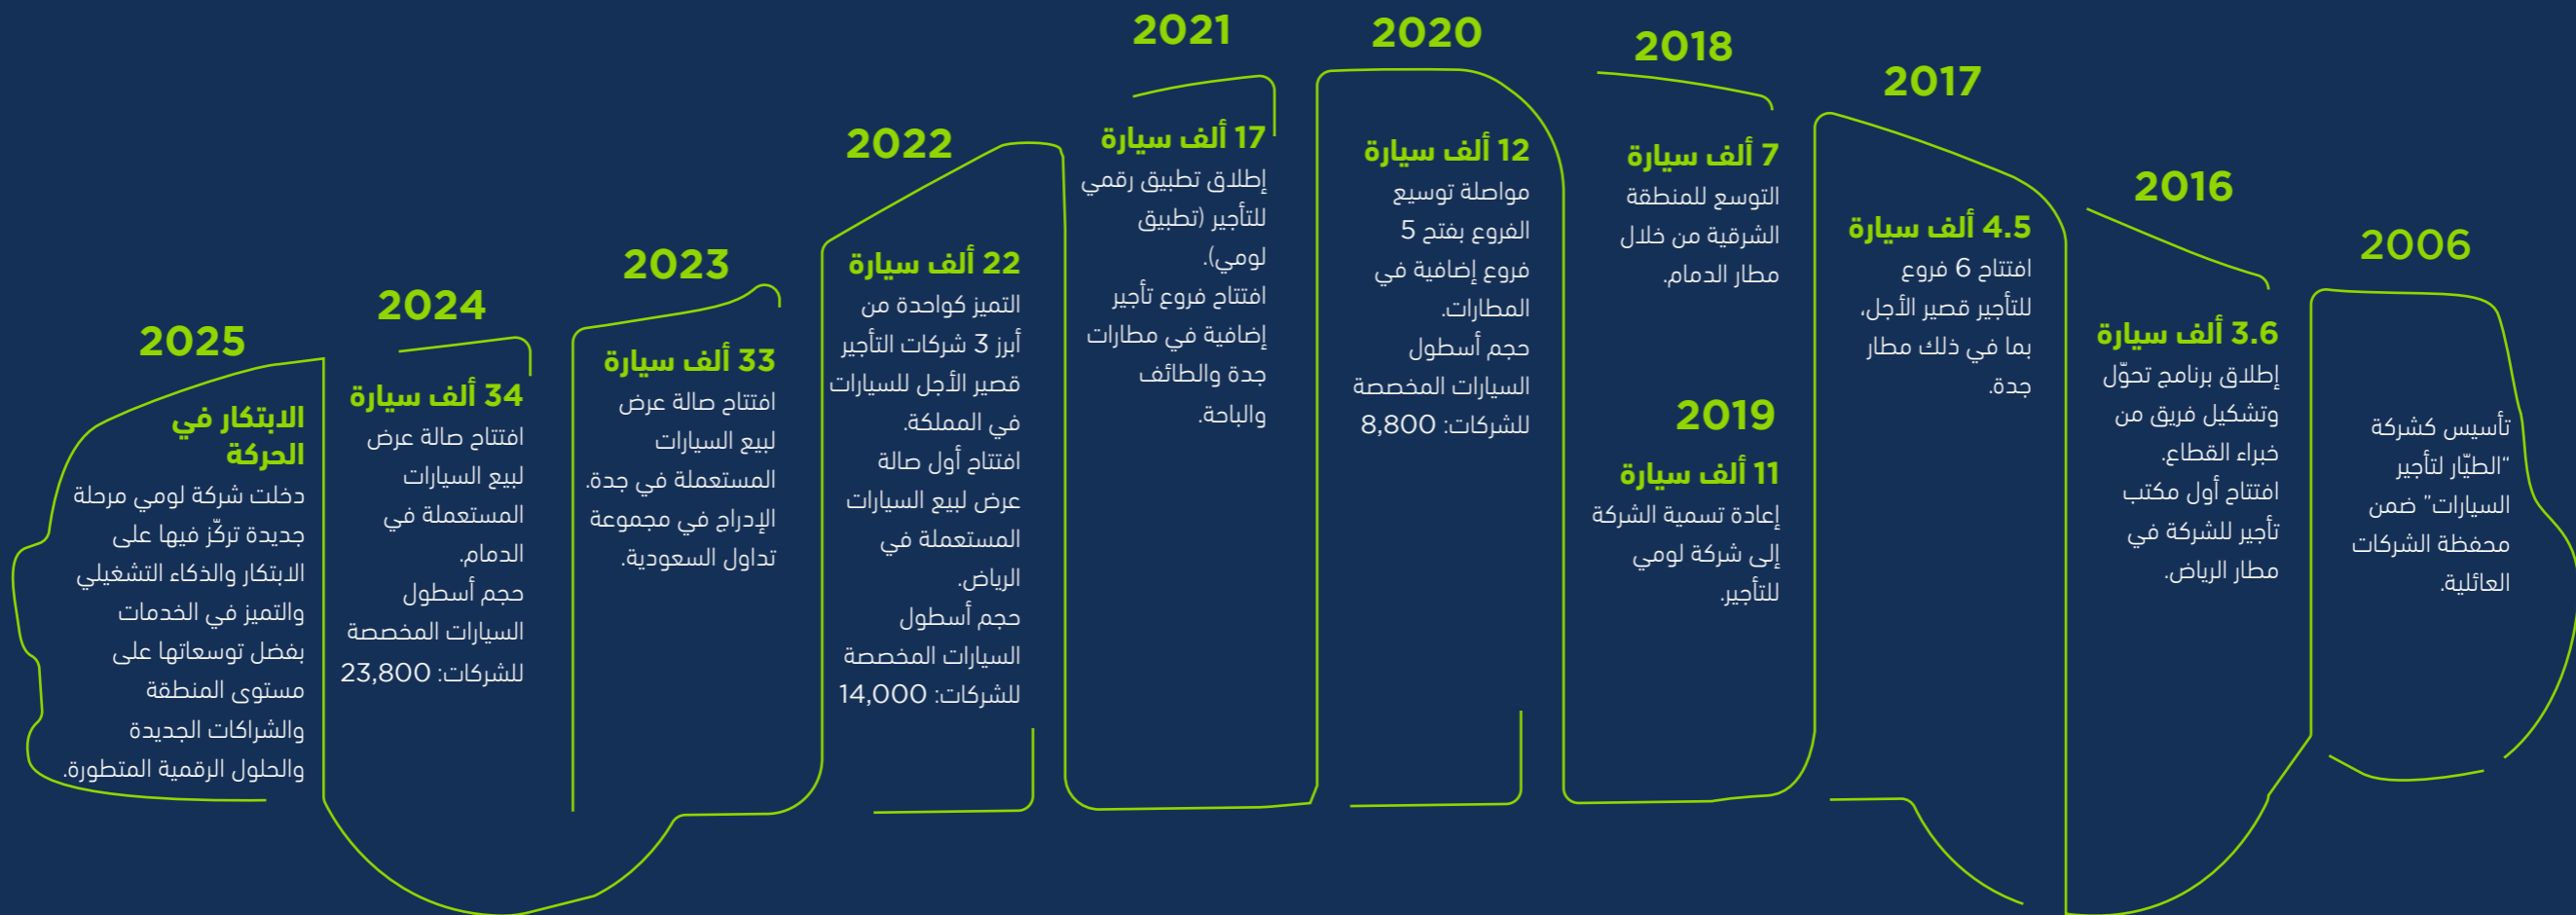 2006
تأسيس كشركة
“الطيّار لتأجير
السيارات” ضمن
محفظة الشركات
العائلية.
2016
3.6 ألف سيارة
إطلاق برنامج تحوّل
وتشكيل فريق من
خبراء القطاع.
افتتاح أول مكتب
تأجير للشركة في
مطار الرياض.
2017
4.5 ألف سيارة
افتتاح 6 فروع
للتأجير قصير الأجل،
بما في ذلك مطار
جدة.
2018
7 ألف سيارة
التوسع للمنطقة
الشرقية من خلال
مطار الدمام.
2019
11 ألف سيارة
إعادة تسمية الشركة
إلى شركة لومي
للتأجير.
2020
12 ألف سيارة
مواصلة توسيع
الفروع بفتح 5
فروع إضافية في
المطارات.
حجم أسطول
السيارات المخصصة
للشركات: 8,800
2021
17 ألف سيارة
إطلاق تطبيق رقمي
للتأجير (تطبيق
لومي).
افتتاح فروع تأجير
إضافية في مطارات
جدة والطائف
والباحة.
2022
22 ألف سيارة
التميز كواحدة من
أبرز 3 شركات التأجير
قصير الأجل للسيارات
في المملكة.
افتتاح أول صالة
عرض لبيع السيارات
المستعملة في
الرياض.
حجم أسطول
السيارات المخصصة
للشركات: 14,000
2023
33 ألف سيارة
افتتاح صالة عرض
لبيع السيارات
المستعملة في جدة.
الإدراج في مجموعة
تداول السعودية.
2024
34 ألف سيارة
افتتاح صالة عرض
لبيع السيارات
المستعملة في
الدمام.
حجم أسطول
السيارات المخصصة
للشركات: 23,800
2025
الابتكار في
الحركة
دخلت شركة لومي مرحلة
جديدة تركّز فيها على
الابتكار والذكاء التشغيلي
والتميز في الخدمات
بفضل توسعاتها على
مستوى المنطقة
والشراكات الجديدة
والحلول الرقمية المتطورة.